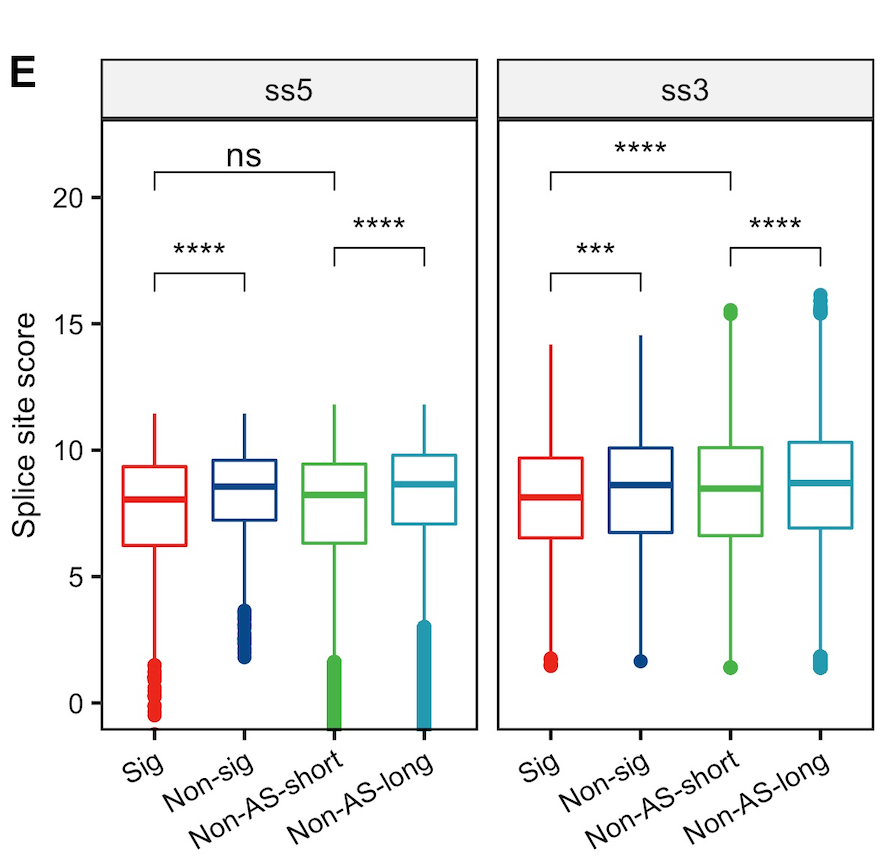 E
ss5
ss3
ns
****
20
****
****
****
***
****
15
10
5
0
Splice site score
Sig
Non-sig
Non-AS-short
Non-AS-long
Sig
Non-sig
Non-AS-short
Non-AS-long